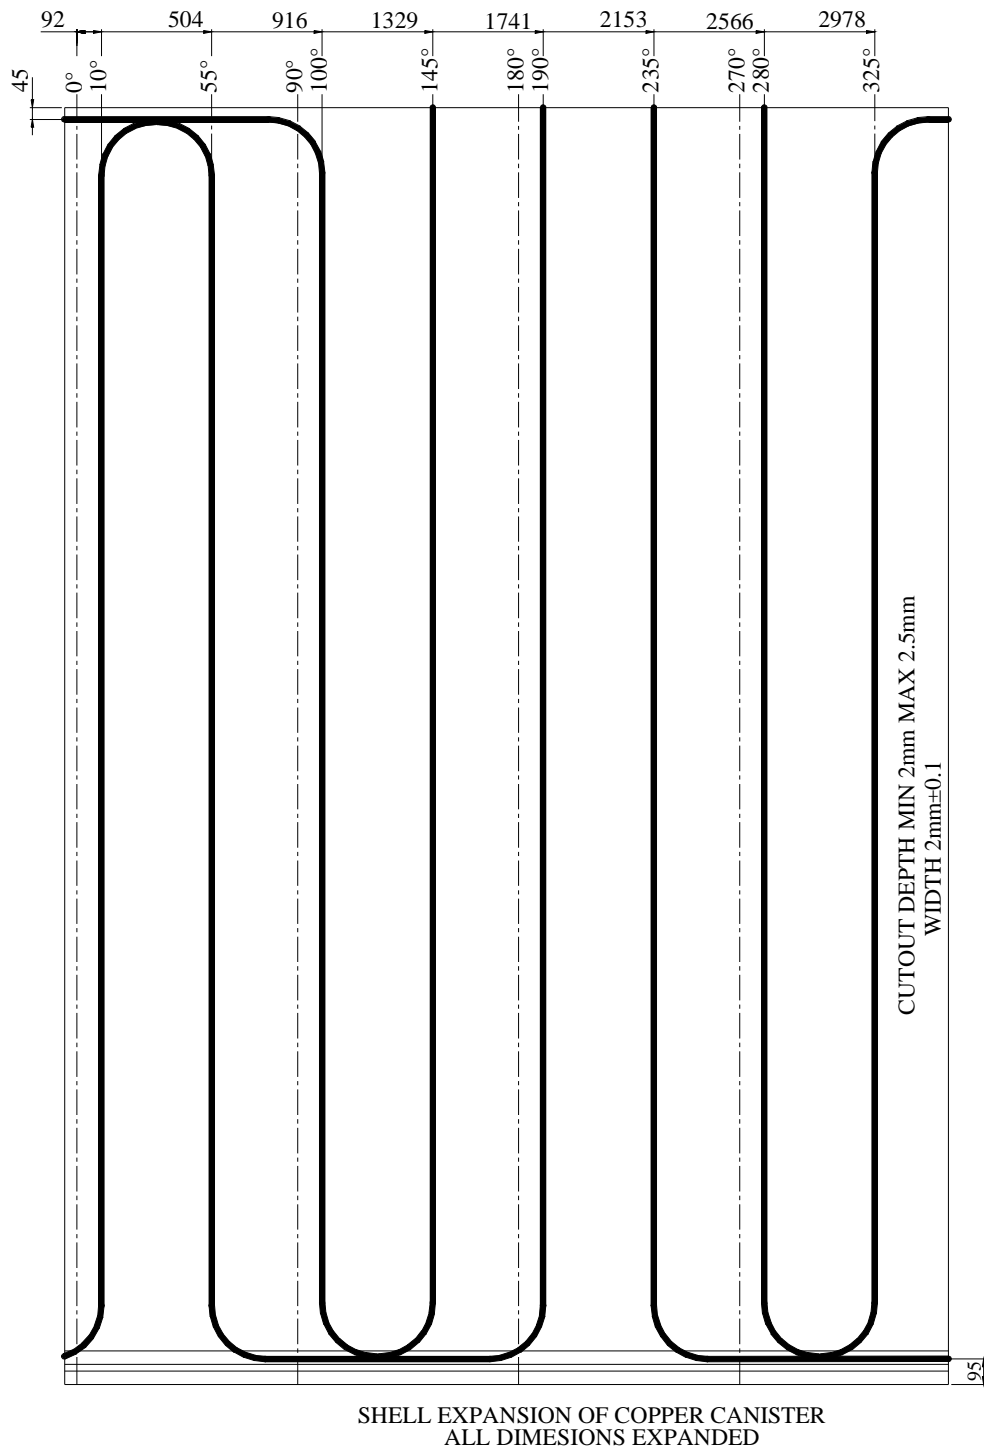 92 504 916 1329 1741 2153 2566 2978
45
0° 10° 55° 90° 100° 145° 180° 190° 235° 270° 280° 325°
CUTOUT DEPTH MIN 2mm MAX 2.5mm
WIDTH 2mm±0.1
95
SHELL EXPANSION OF COPPER CANISTER
ALL DIMESIONS EXPANDED